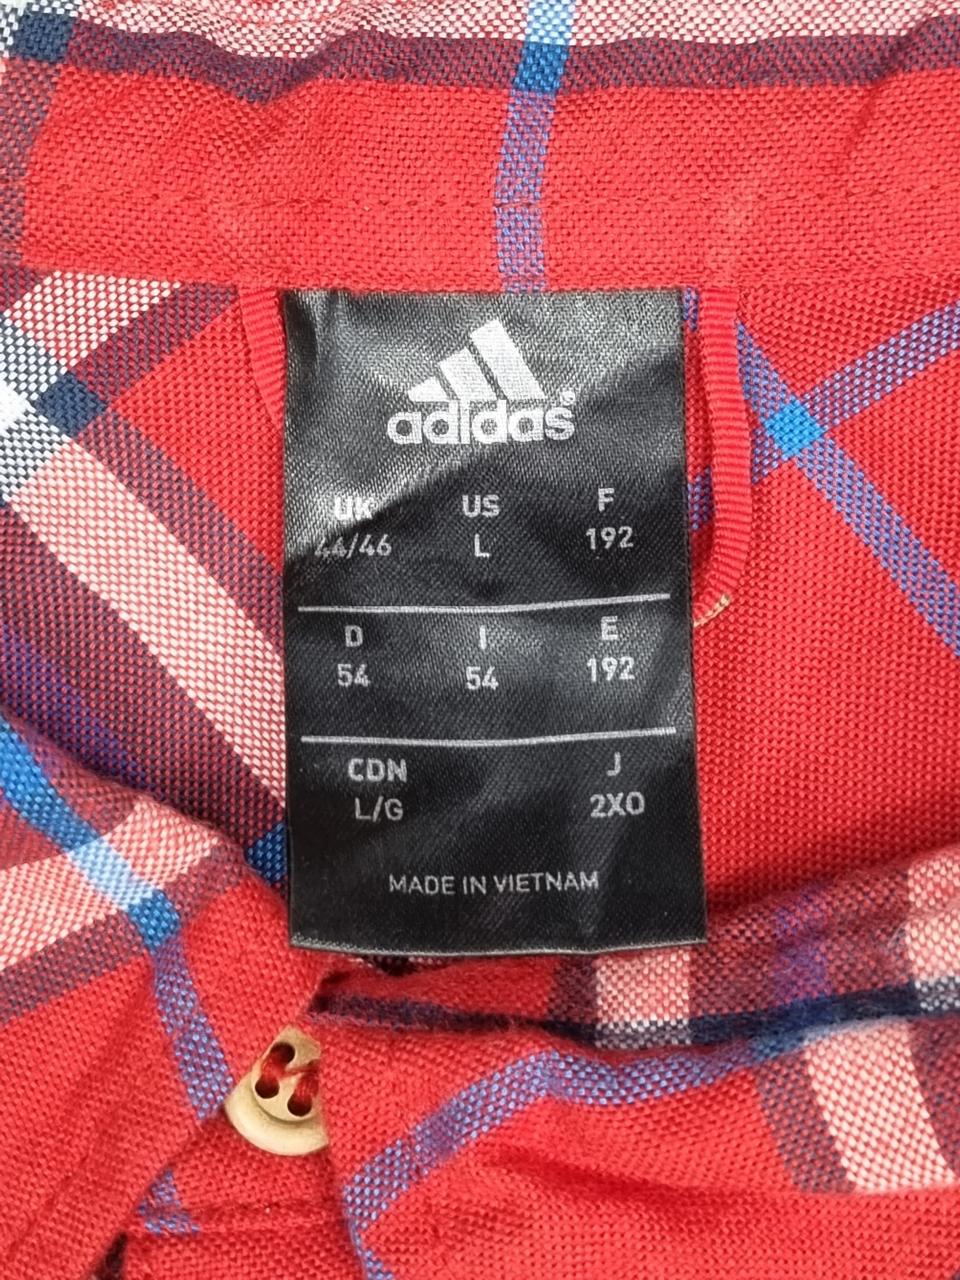 adidas®
UK US F
44/46 L 192
D I E
54 54 192
CDN J
L/G 2XO
MADE IN VIETNAM